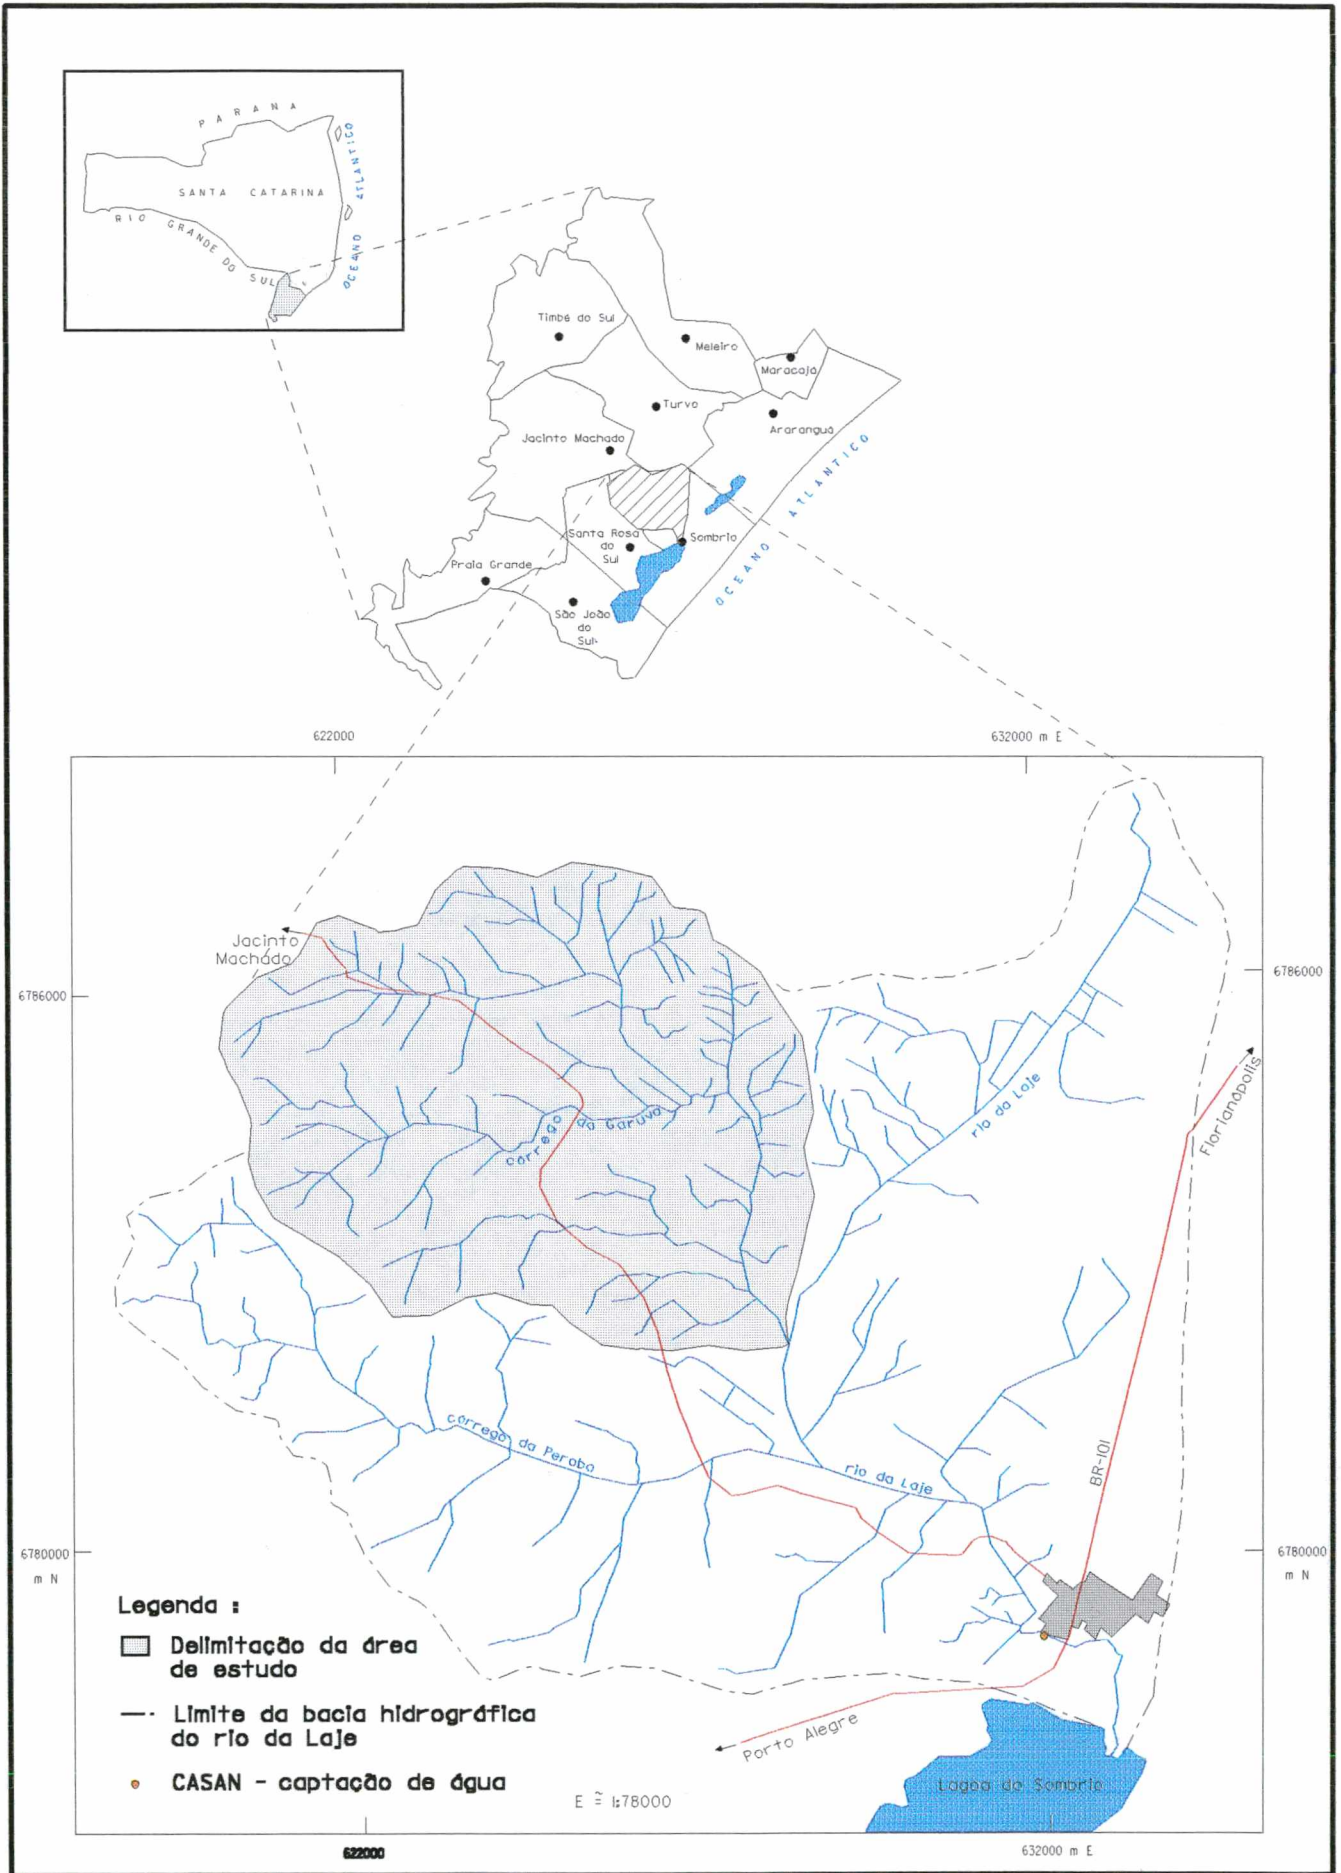 PARANA
SANTA CATARINA
RIO GRANDE DO SUL
OCEANO ATLANTICO
Timbé do Sul
Meleiro
Maracajá
Turvo
Araranguá
Jacinto Machado
OCEANO ATLANTICO
Santa Rosa
do
Sul
Sombrio
Praia Grande
São João
do
Sul
622000
632000 m E
Jacinto
Machado
6786000
6786000
Florianópolis
rio da Laje
córrego da Garuva
córrego da Peroba
rio da Laje
BR-101
6780000
m N
6780000
m N
Legenda :
Delimitação da área
de estudo
Limite da bacia hidrográfica
do rio da Laje
CASAN - captação de água
Porto Alegre
Lagoa do Sombrio
E ≅ 1:78000
622000
632000 m E